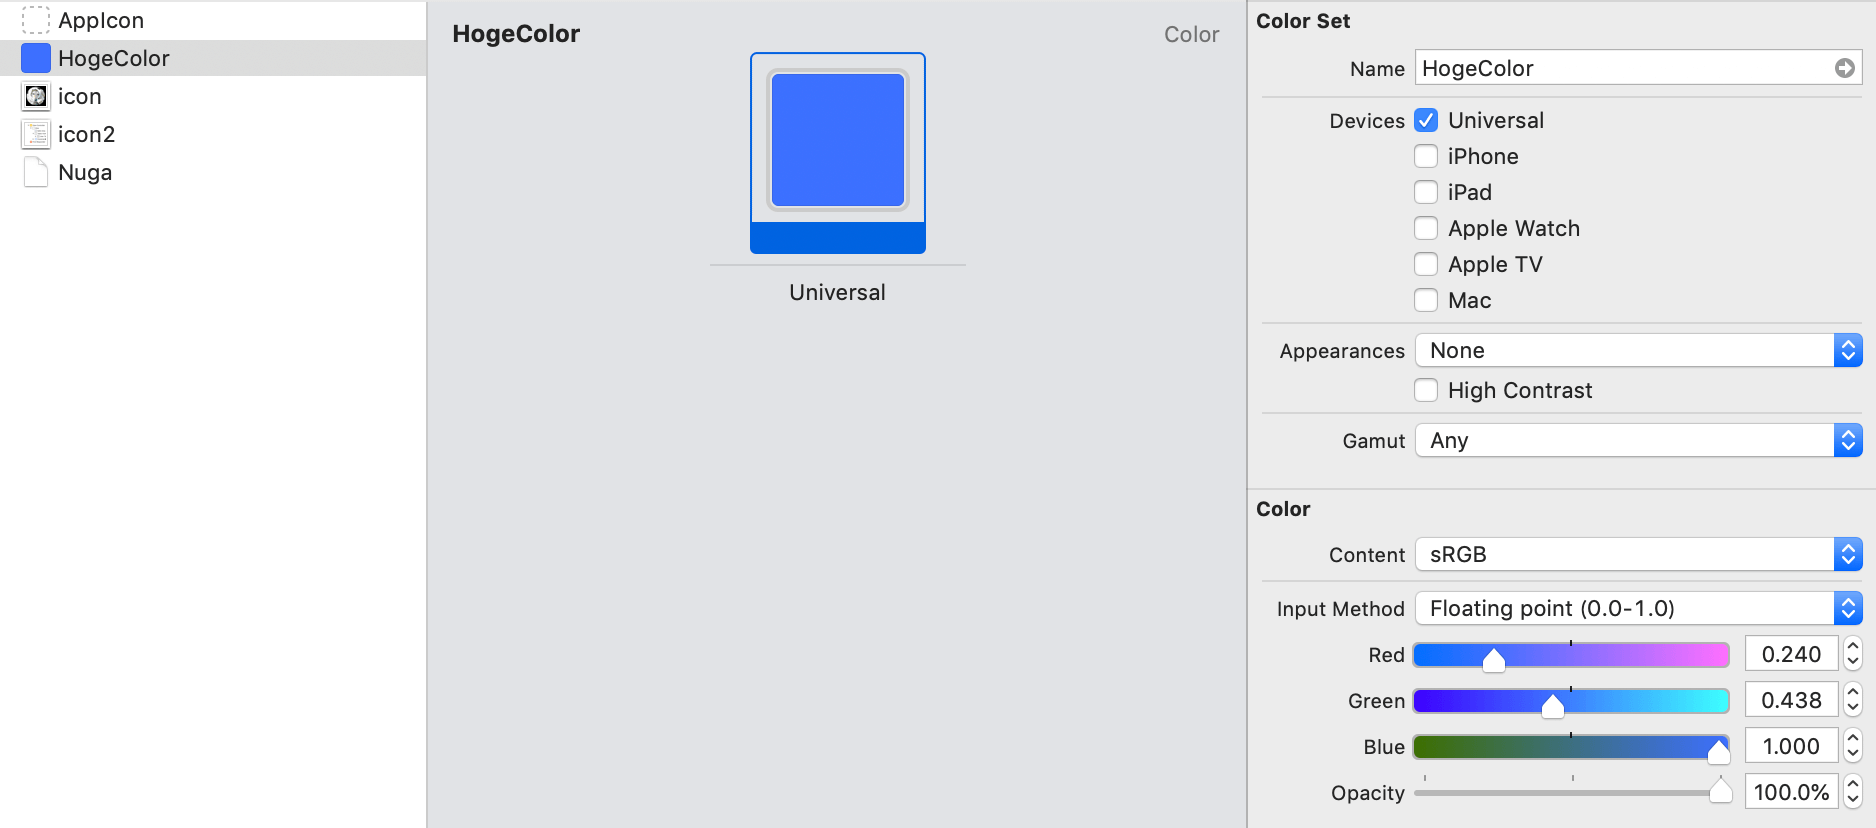 AppIcon
HogeColor
icon
icon2
Nuga
HogeColor
Color
Universal
Color Set
Name HogeColor
Devices Universal
iPhone
iPad
Apple Watch
Apple TV
Mac
Appearances None
High Contrast
Gamut Any
Color
Content sRGB
Input Method Floating point (0.0-1.0)
Red 0.240
Green 0.438
Blue 1.000
Opacity 100.0%